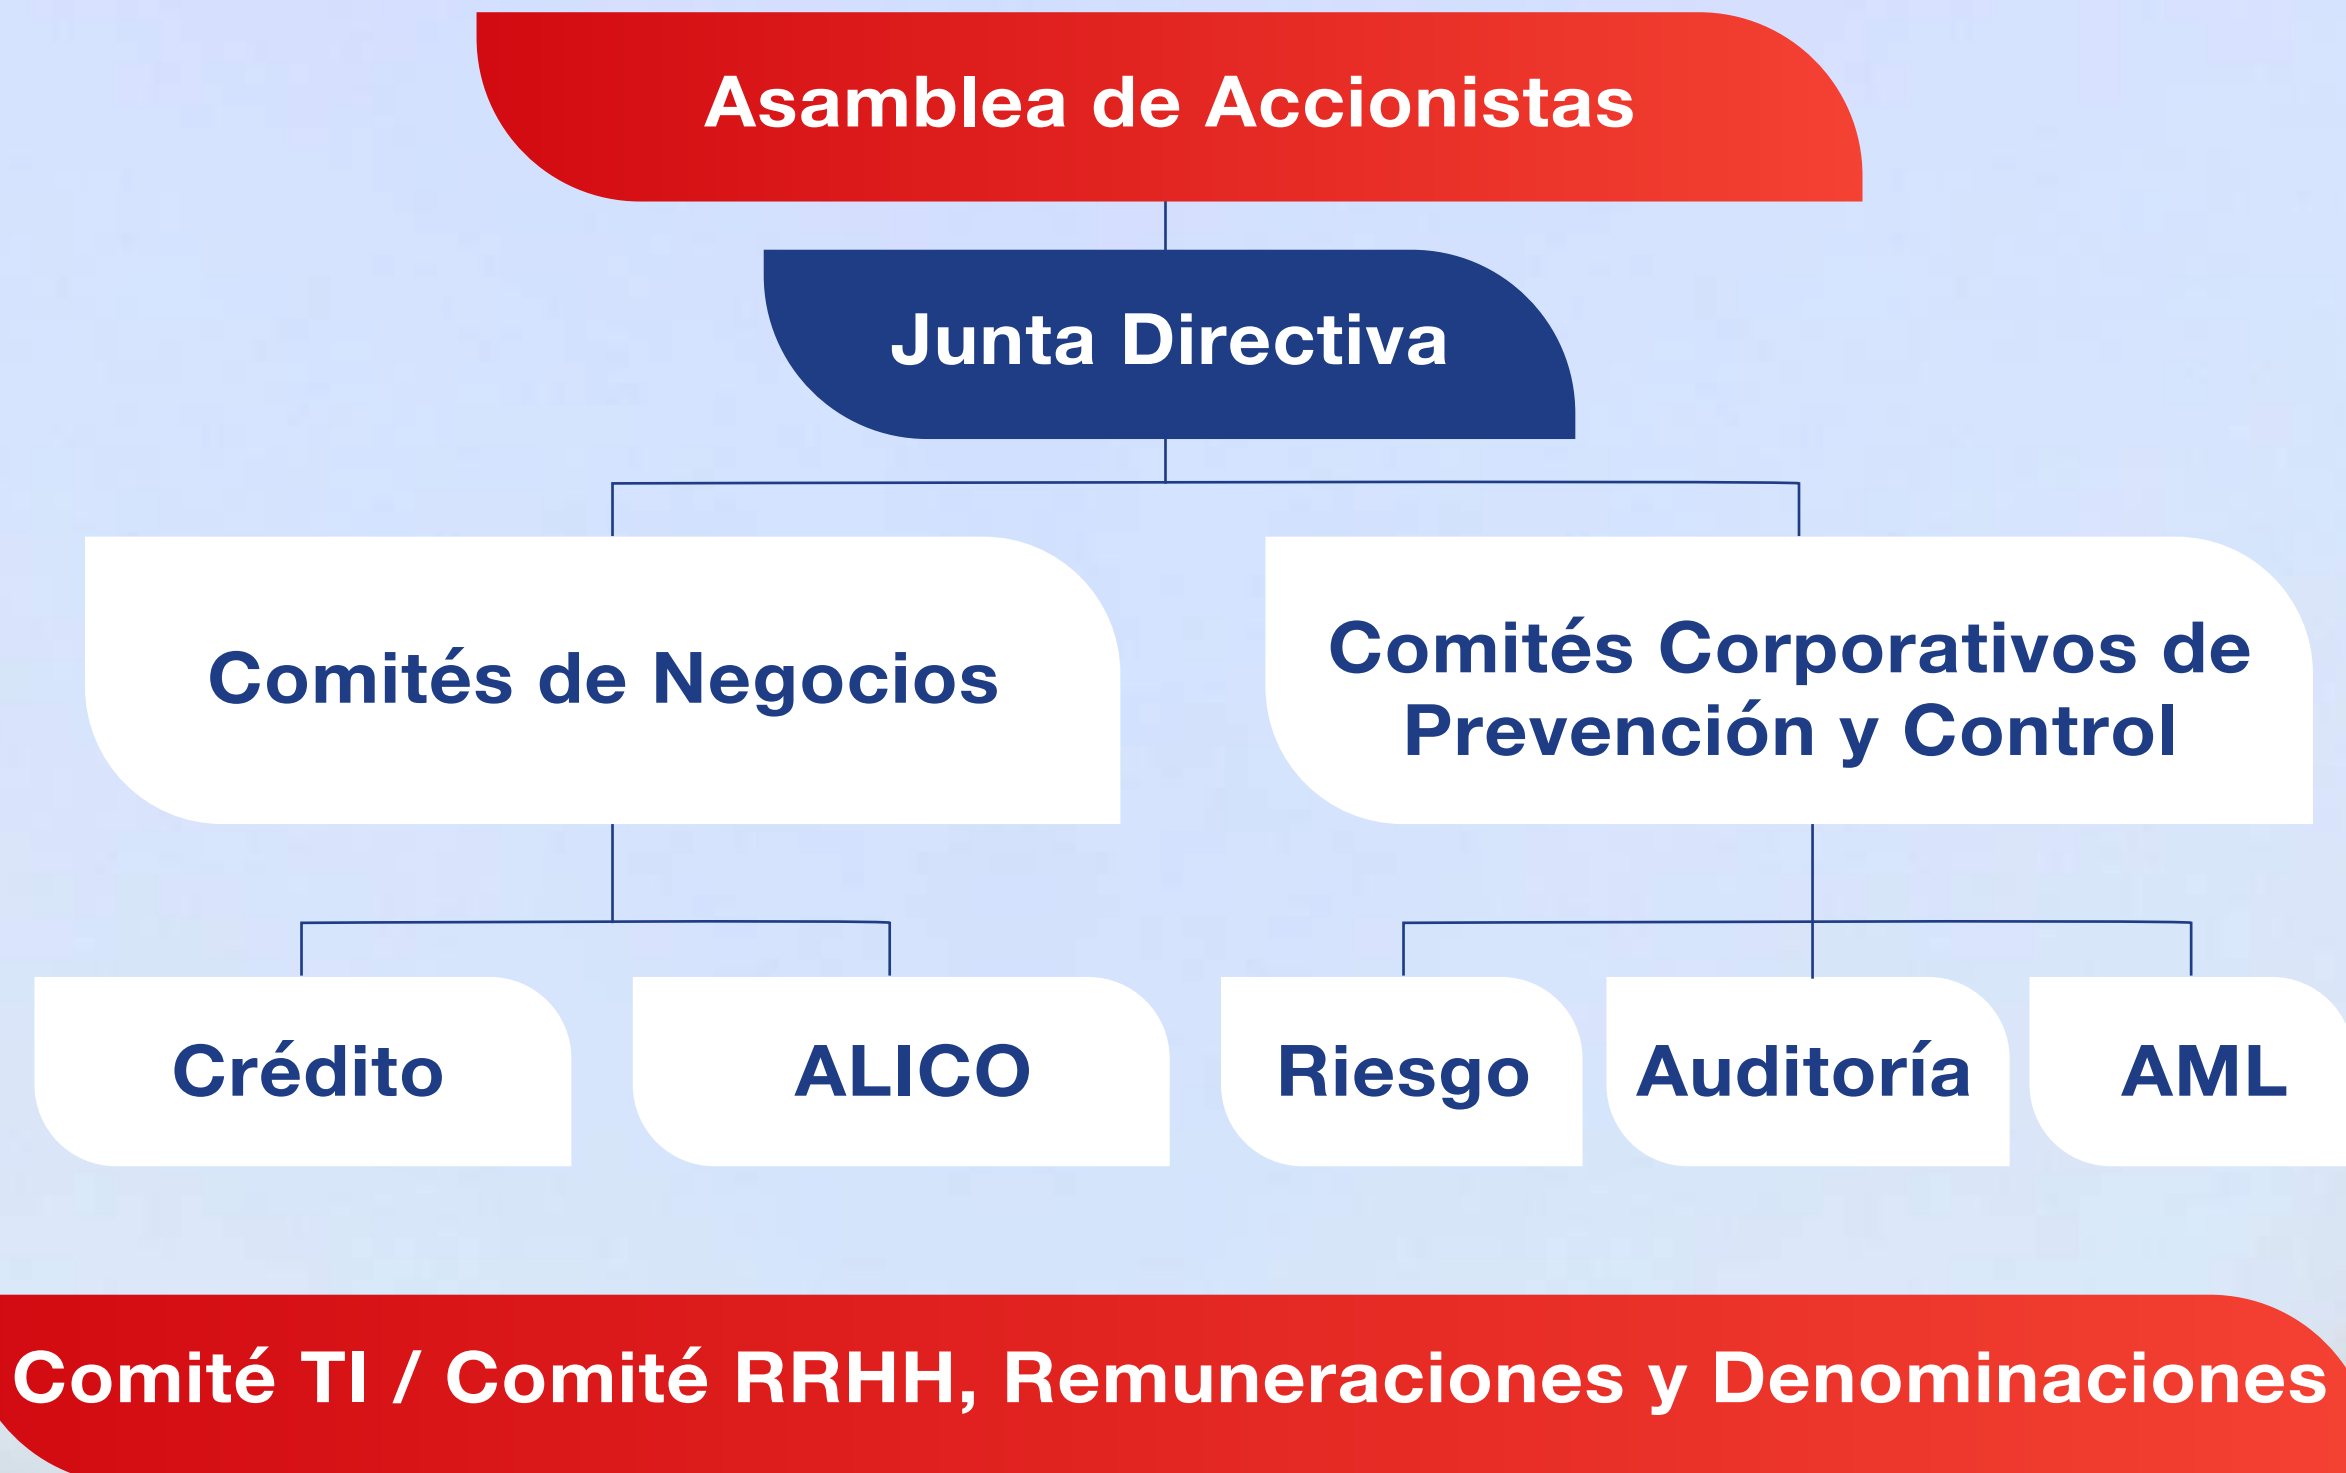 Asamblea de Accionistas
Junta Directiva
Comités de Negocios
Comités Corporativos de
Prevención y Control
Crédito
ALICO
Riesgo
Auditoría
AML
Comité TI / Comité RRHH, Remuneraciones y Denominaciones